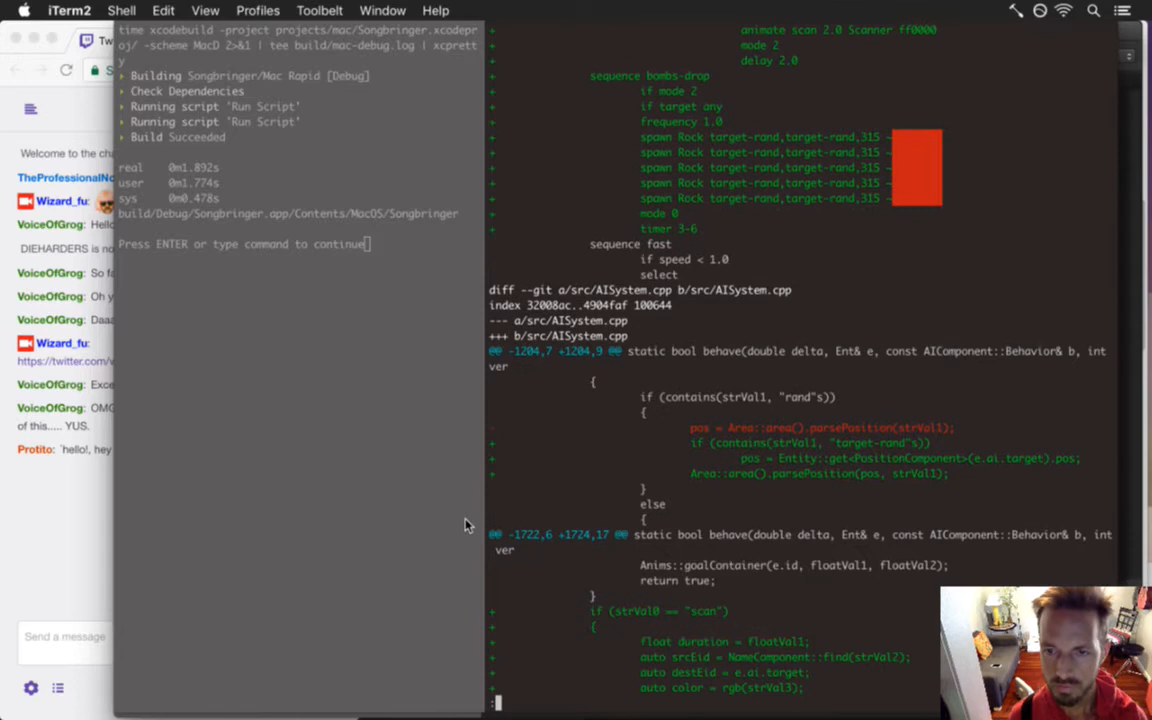 iTerm2 Shell Edit View Profiles Toolbelt Window Help
Tw
S
Welcome to the cha
TheProfessionalNo
Wizard_fu:
VoiceOfGrog: Hello
DIEHARDERS is no
VoiceOfGrog: So fa
VoiceOfGrog: Oh y
VoiceOfGrog: Daaa
Wizard_fu:
https://twitter.com/v
VoiceOfGrog: Exce
VoiceOfGrog: OMG
of this..... YUS.
Protito: `hello!, hey
Send a message
time xcodebuild -project projects/mac/Songbringer.xcodepr
oj/ -scheme MacD 2>&1 | tee build/mac-debug.log | xcprett
y
› Building Songbringer/Mac Rapid [Debug]
› Check Dependencies
› Running script 'Run Script'
› Running script 'Run Script'
› Build Succeeded
real 0m1.892s
user 0m1.774s
sys 0m0.478s
build/Debug/Songbringer.app/Contents/MacOS/Songbringer
Press ENTER or type command to continue
+ animate scan 2.0 Scanner ff0000
+ mode 2
+ delay 2.0
+ sequence bombs-drop
+ if mode 2
+ if target any
+ frequency 1.0
+ spawn Rock target-rand,target-rand,315 ~
+ spawn Rock target-rand,target-rand,315 ~
+ spawn Rock target-rand,target-rand,315 ~
+ spawn Rock target-rand,target-rand,315 ~
+ spawn Rock target-rand,target-rand,315 ~
+ mode 0
+ timer 3-6
sequence fast
if speed < 1.0
select
diff --git a/src/AISystem.cpp b/src/AISystem.cpp
index 32008ac..4904faf 100644
--- a/src/AISystem.cpp
+++ b/src/AISystem.cpp
@@ -1204,7 +1204,9 @@ static bool behave(double delta, Ent& e, const AIComponent::Behavior& b, int
ver
{
if (contains(strVal1, "rand"s))
{
- pos = Area::area().parsePosition(strVal1);
+ if (contains(strVal1, "target-rand"s))
+ pos = Entity::get<PositionComponent>(e.ai.target).pos;
+ Area::area().parsePosition(pos, strVal1);
}
else
{
@@ -1722,6 +1724,17 @@ static bool behave(double delta, Ent& e, const AIComponent::Behavior& b, int
ver
Anims::goalContainer(e.id, floatVal1, floatVal2);
return true;
}
+ if (strVal0 == "scan")
+ {
+ float duration = floatVal1;
+ auto srcEid = NameComponent::find(strVal2);
+ auto destEid = e.ai.target;
+ auto color = rgb(strVal3);
: